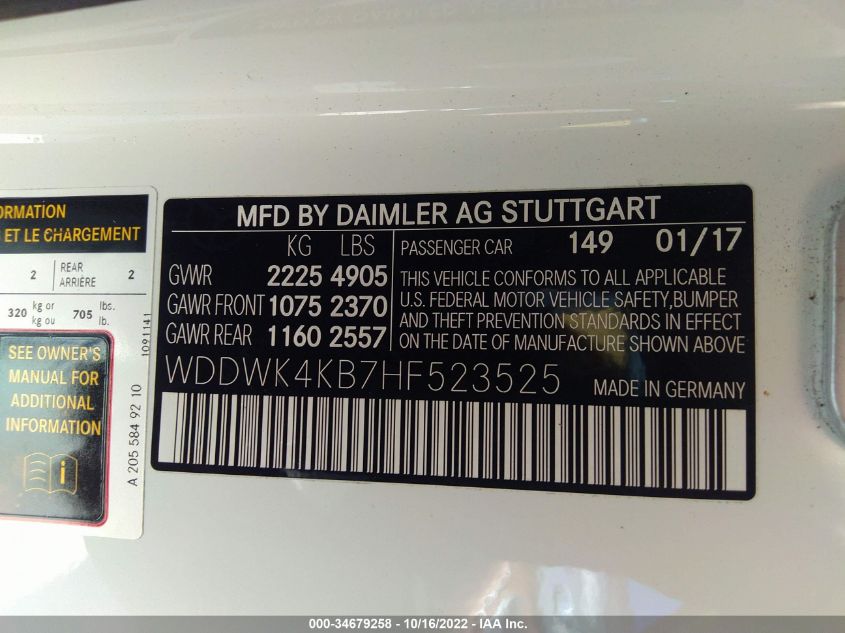 ORMATION
ET LE CHARGEMENT
2 REAR ARRIÈRE 2
320 kg or kg ou 705 lbs. lb.
SEE OWNER'S
MANUAL FOR
ADDITIONAL
INFORMATION
i
1091141
A 205 584 92 10
MFD BY DAIMLER AG STUTTGART
KG LBS
GVWR 2225 4905
GAWR FRONT 1075 2370
GAWR REAR 1160 2557
PASSENGER CAR 149 01/17
THIS VEHICLE CONFORMS TO ALL APPLICABLE
U.S. FEDERAL MOTOR VEHICLE SAFETY,BUMPER
AND THEFT PREVENTION STANDARDS IN EFFECT
ON THE DATE OF MANUFACTURE SHOWN ABOVE
WDDWK4KB7HF523525
MADE IN GERMANY
000-34679258 - 10/16/2022 - IAA Inc.